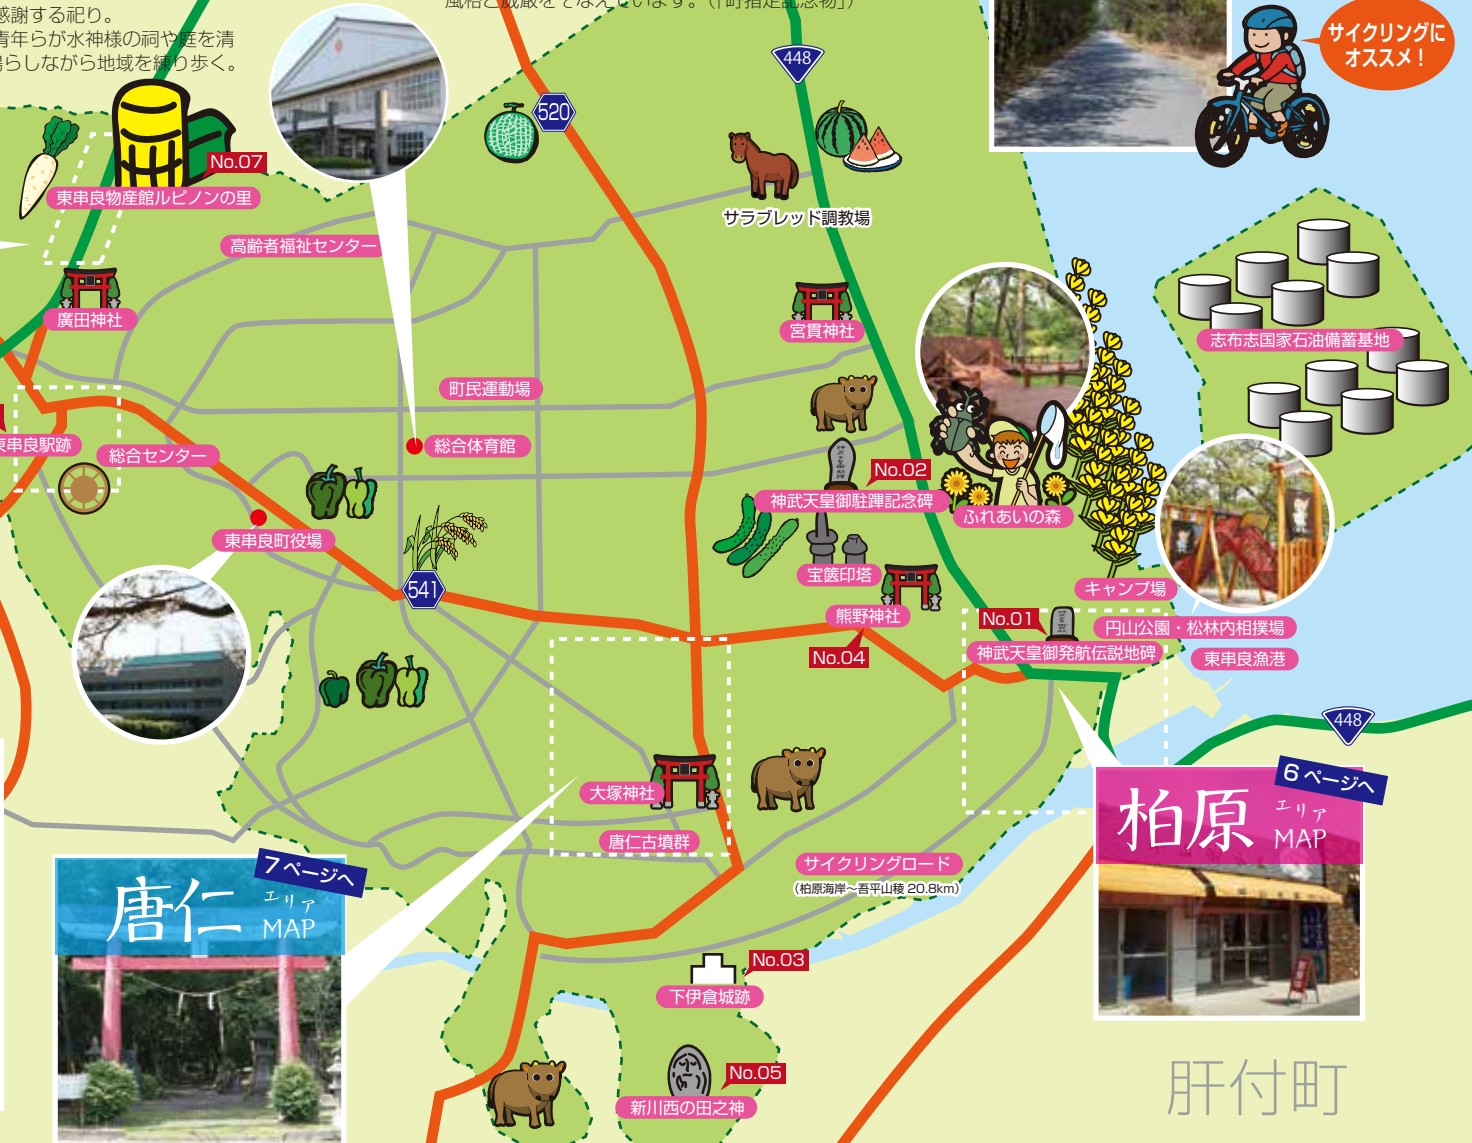 感謝する祀り。
青年らが水神様の祠や庭を清
らしながら地域を練り歩く。
風格と威厳をそなえています。（「町指定記念物」）
サイクリングに
オススメ！
448
520
No.07
東串良物産館ルピノンの里
サラブレッド調教場
高齢者福祉センター
廣田神社
宮貫神社
志布志国家石油備蓄基地
町民運動場
東串良駅跡
総合センター
総合体育館
No.02
神武天皇御駐蹕記念碑
ふれあいの森
東串良町役場
宝篋印塔
541
キャンプ場
熊野神社
No.01
円山公園・松林内相撲場
No.04
神武天皇御発航伝説地碑
東串良漁港
448
6 ページへ
柏原 エリア MAP
大塚神社
唐仁古墳群
サイクリングロード
（柏原海岸〜吾平山稜 20.8km）
7 ページへ
唐仁 エリア MAP
No.03
下伊倉城跡
No.05
新川西の田之神
肝付町